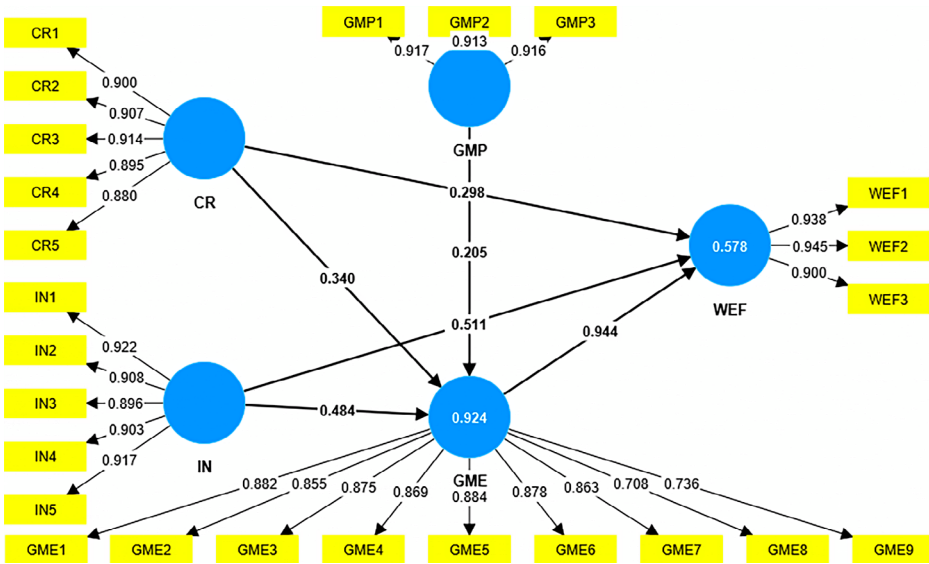 GMP1 GMP2 GMP3
0.917 0.913 0.916
GMP
CR1
CR2
CR3
CR4
CR5
0.900
0.907
0.914
0.895
0.880
CR
0.298
0.205
0.340
0.511
0.944
0.484
IN1
IN2
IN3
IN4
IN5
0.922
0.908
0.896
0.903
0.917
IN
0.578
WEF
0.938
0.945
0.900
WEF1
WEF2
WEF3
0.924
GME
0.882 0.855 0.875 0.869 0.884 0.878 0.863 0.708 0.736
GME1 GME2 GME3 GME4 GME5 GME6 GME7 GME8 GME9